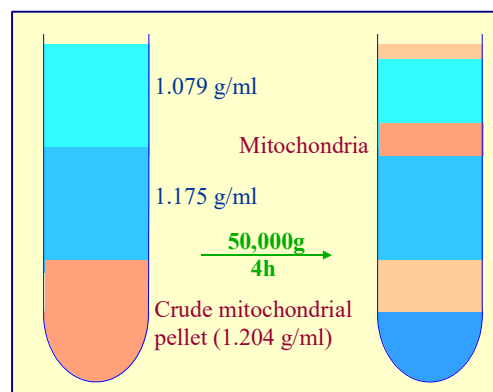 1.079 g/ml
Mitochondria
1.175 g/ml
50,000g
4h
Crude mitochondrial
pellet (1.204 g/ml)